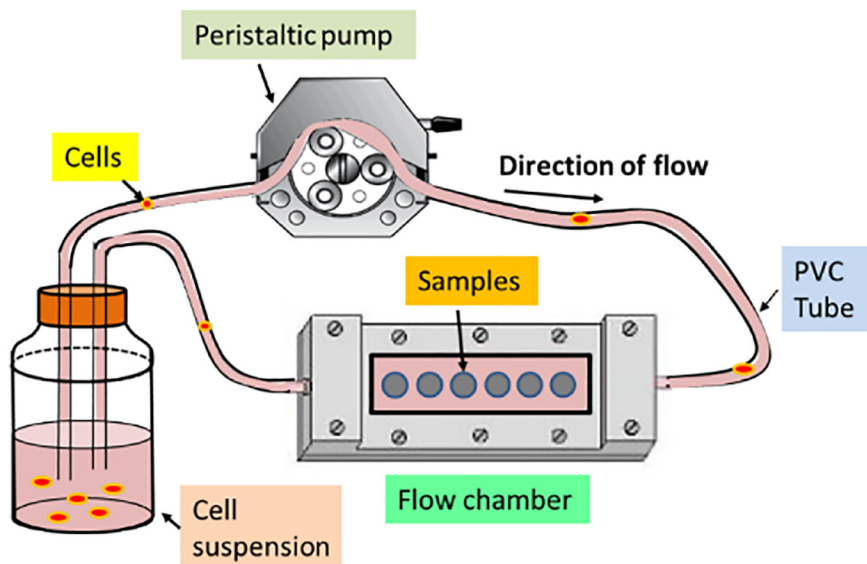 Peristaltic pump
Cells
Direction of flow
Samples
PVC
Tube
Flow chamber
Cell
suspension